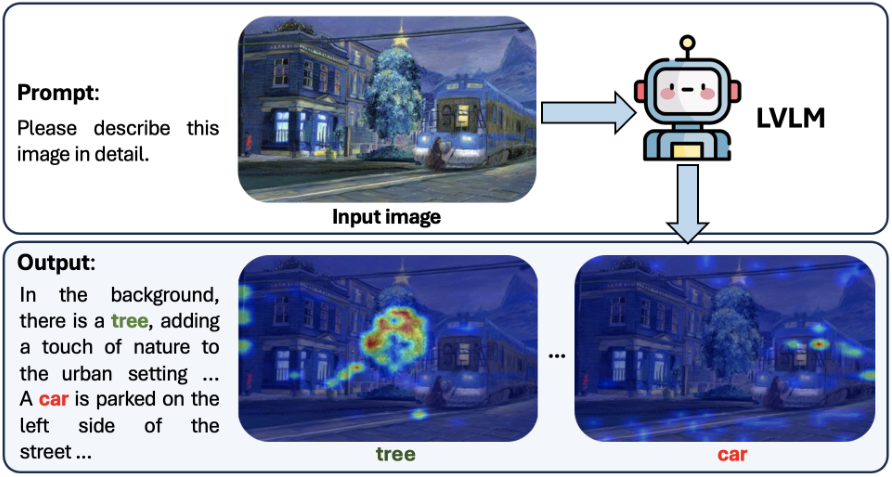 Prompt:
Please describe this
image in detail.
Input image
LVLM
Output:
In the background,
there is a tree, adding
a touch of nature to
the urban setting ...
A car is parked on the
left side of the
street ...
...
tree
car